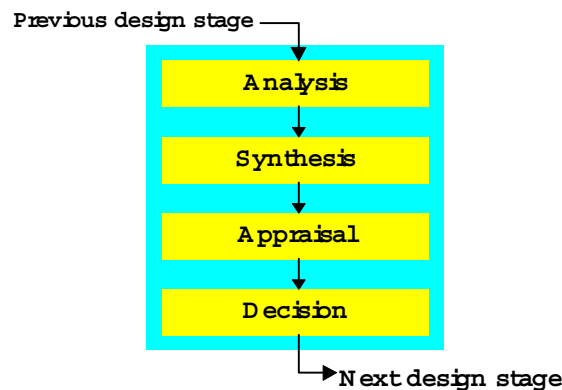 Previous design stage
Analysis
Synthesis
Appraisal
Decision
Next design stage